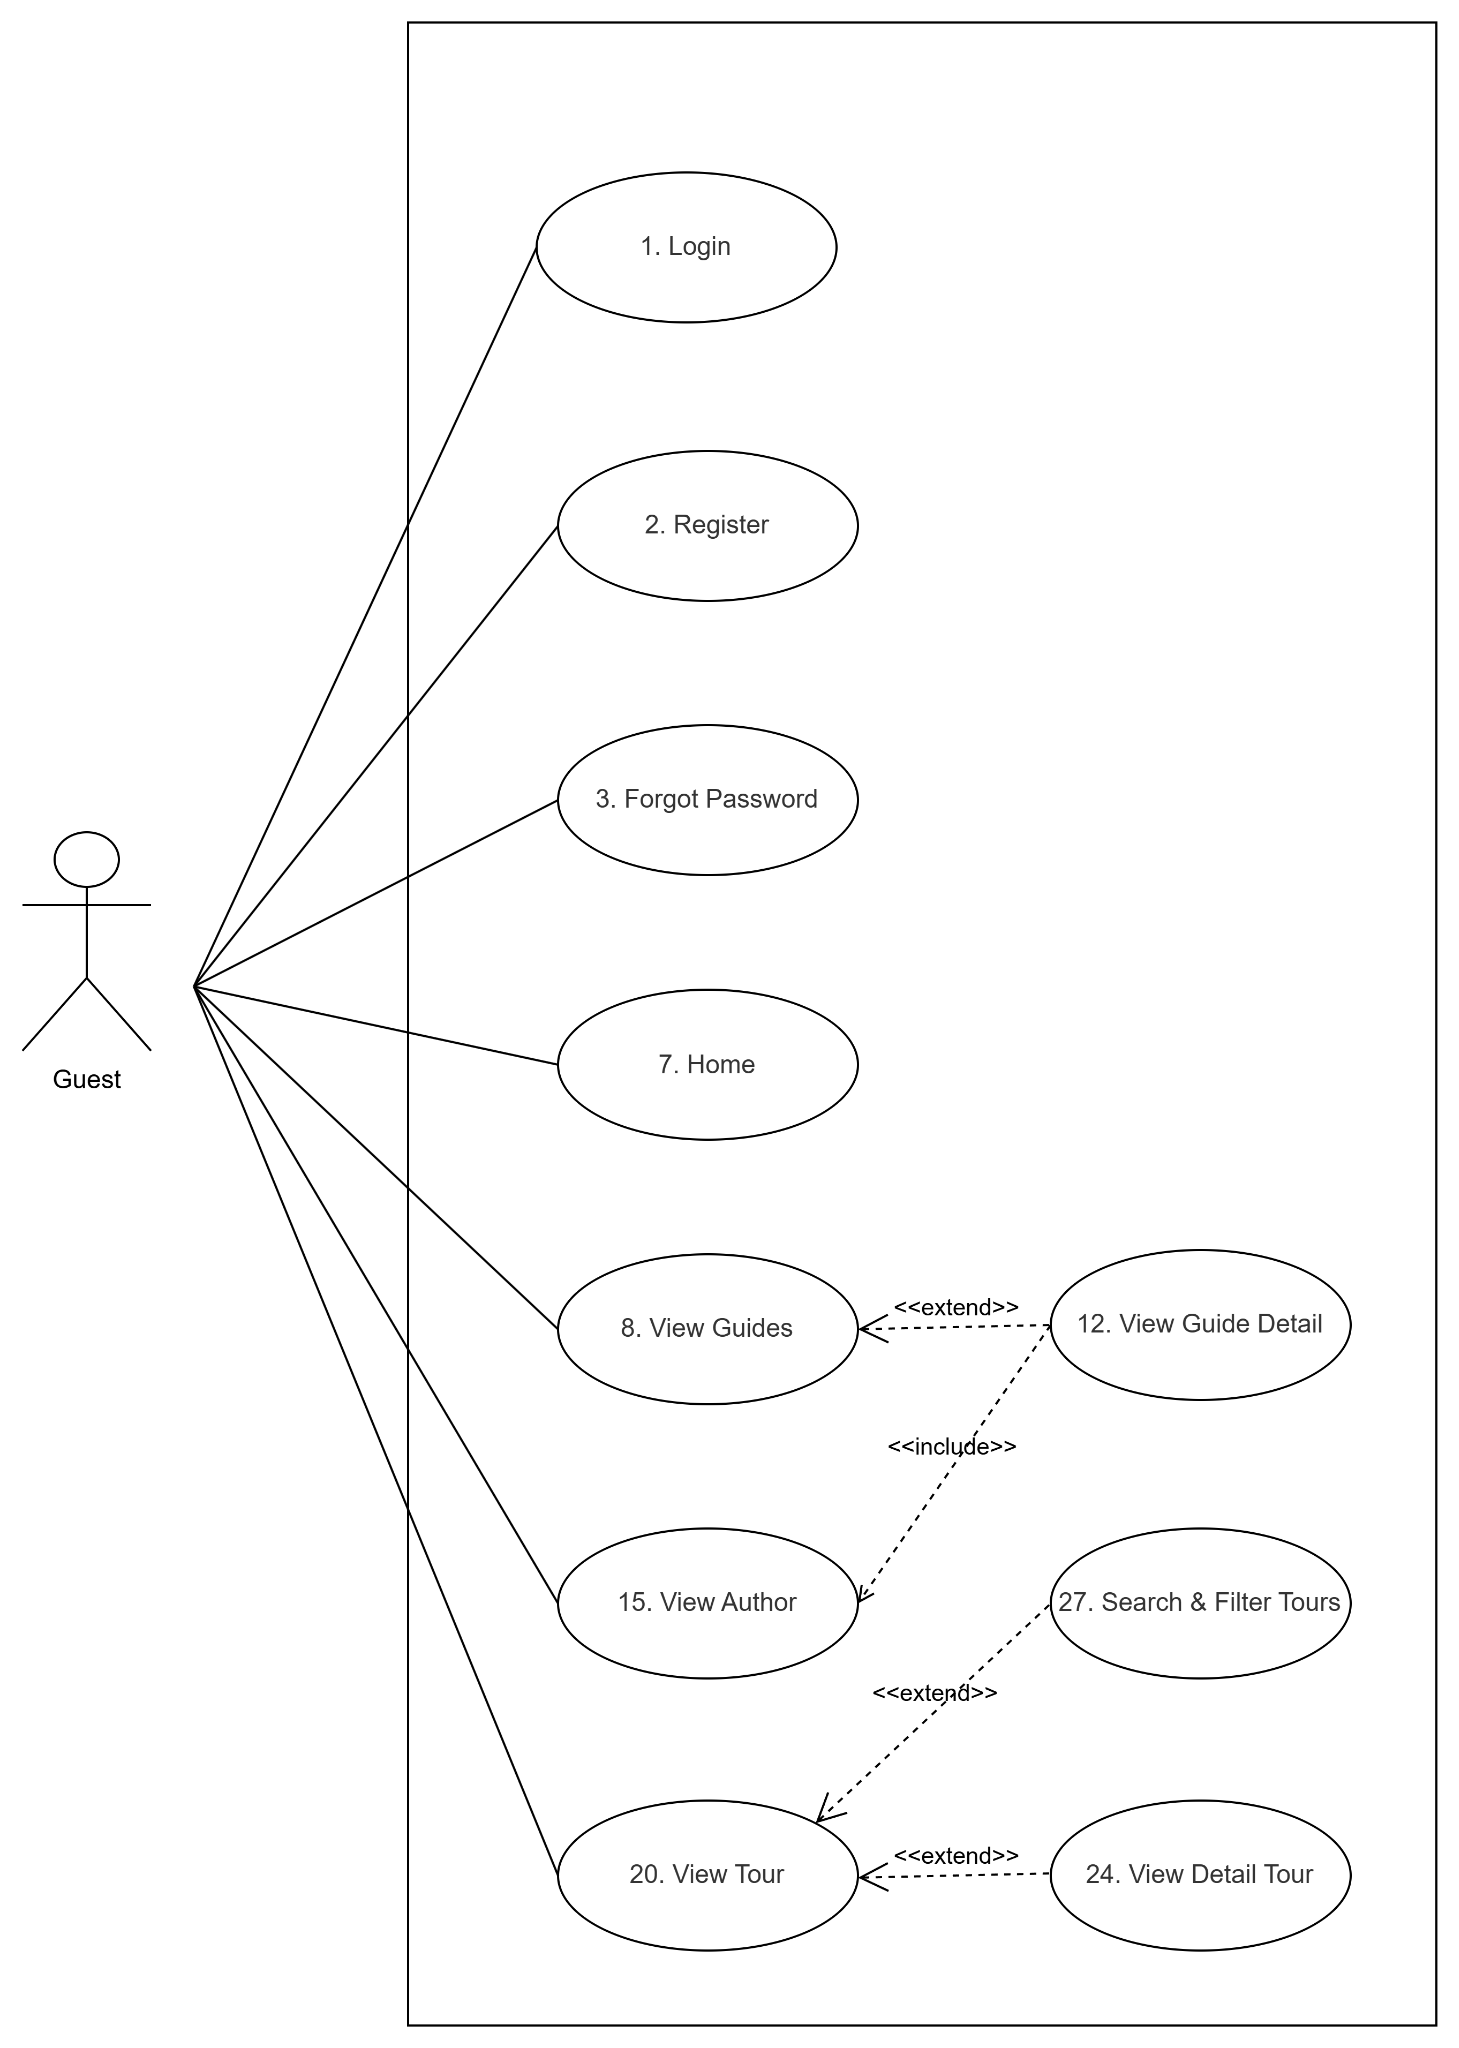 1. Login
2. Register
3. Forgot Password
Guest
7. Home
8. View Guides
<<extend>>
12. View Guide Detail
<<include>>
15. View Author
27. Search & Filter Tours
<<extend>>
20. View Tour
<<extend>>
24. View Detail Tour